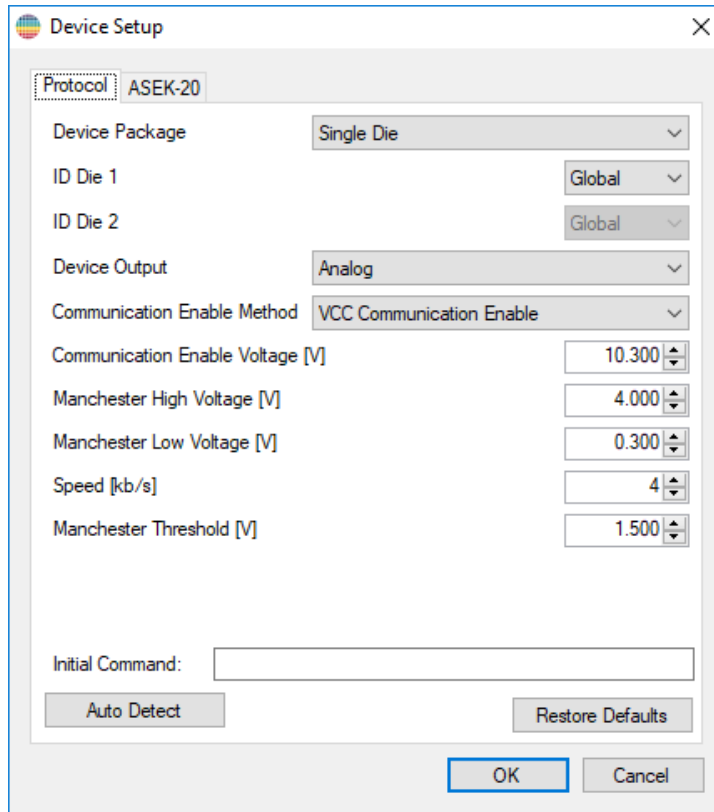 Device Setup
Protocol ASEK-20
Device Package Single Die
ID Die 1 Global
ID Die 2 Global
Device Output Analog
Communication Enable Method VCC Communication Enable
Communication Enable Voltage [V] 10.300
Manchester High Voltage [V] 4.000
Manchester Low Voltage [V] 0.300
Speed [kb/s] 4
Manchester Threshold [V] 1.500
Initial Command:
Auto Detect Restore Defaults
OK Cancel